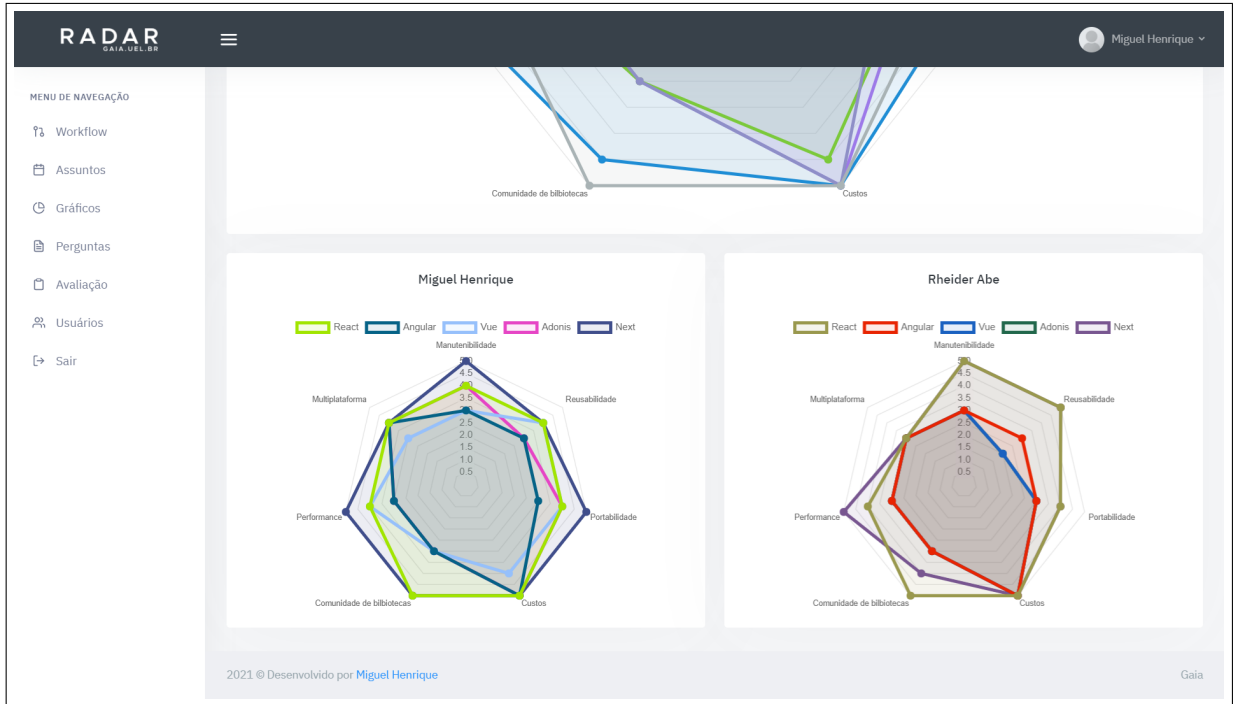 RADAR
GAIA.UEL.BR
Miguel Henrique
MENU DE NAVEGAÇÃO
Workflow
Assuntos
Gráficos
Perguntas
Avaliação
Usuários
Sair
Comunidade de bilbiotecas
Custos
Miguel Henrique
React Angular Vue Adonis Next
Manutenibilidade
5.0
4.5
4.0
3.5
3.0
2.5
2.0
1.5
1.0
0.5
Multiplataforma
Reusabilidade
Performance
Portabilidade
Comunidade de bilbiotecas
Custos
Rheider Abe
React Angular Vue Adonis Next
Manutenibilidade
5.0
4.5
4.0
3.5
3.0
2.5
2.0
1.5
1.0
0.5
Multiplataforma
Reusabilidade
Performance
Portabilidade
Comunidade de bilbiotecas
Custos
2021 © Desenvolvido por Miguel Henrique
Gaia